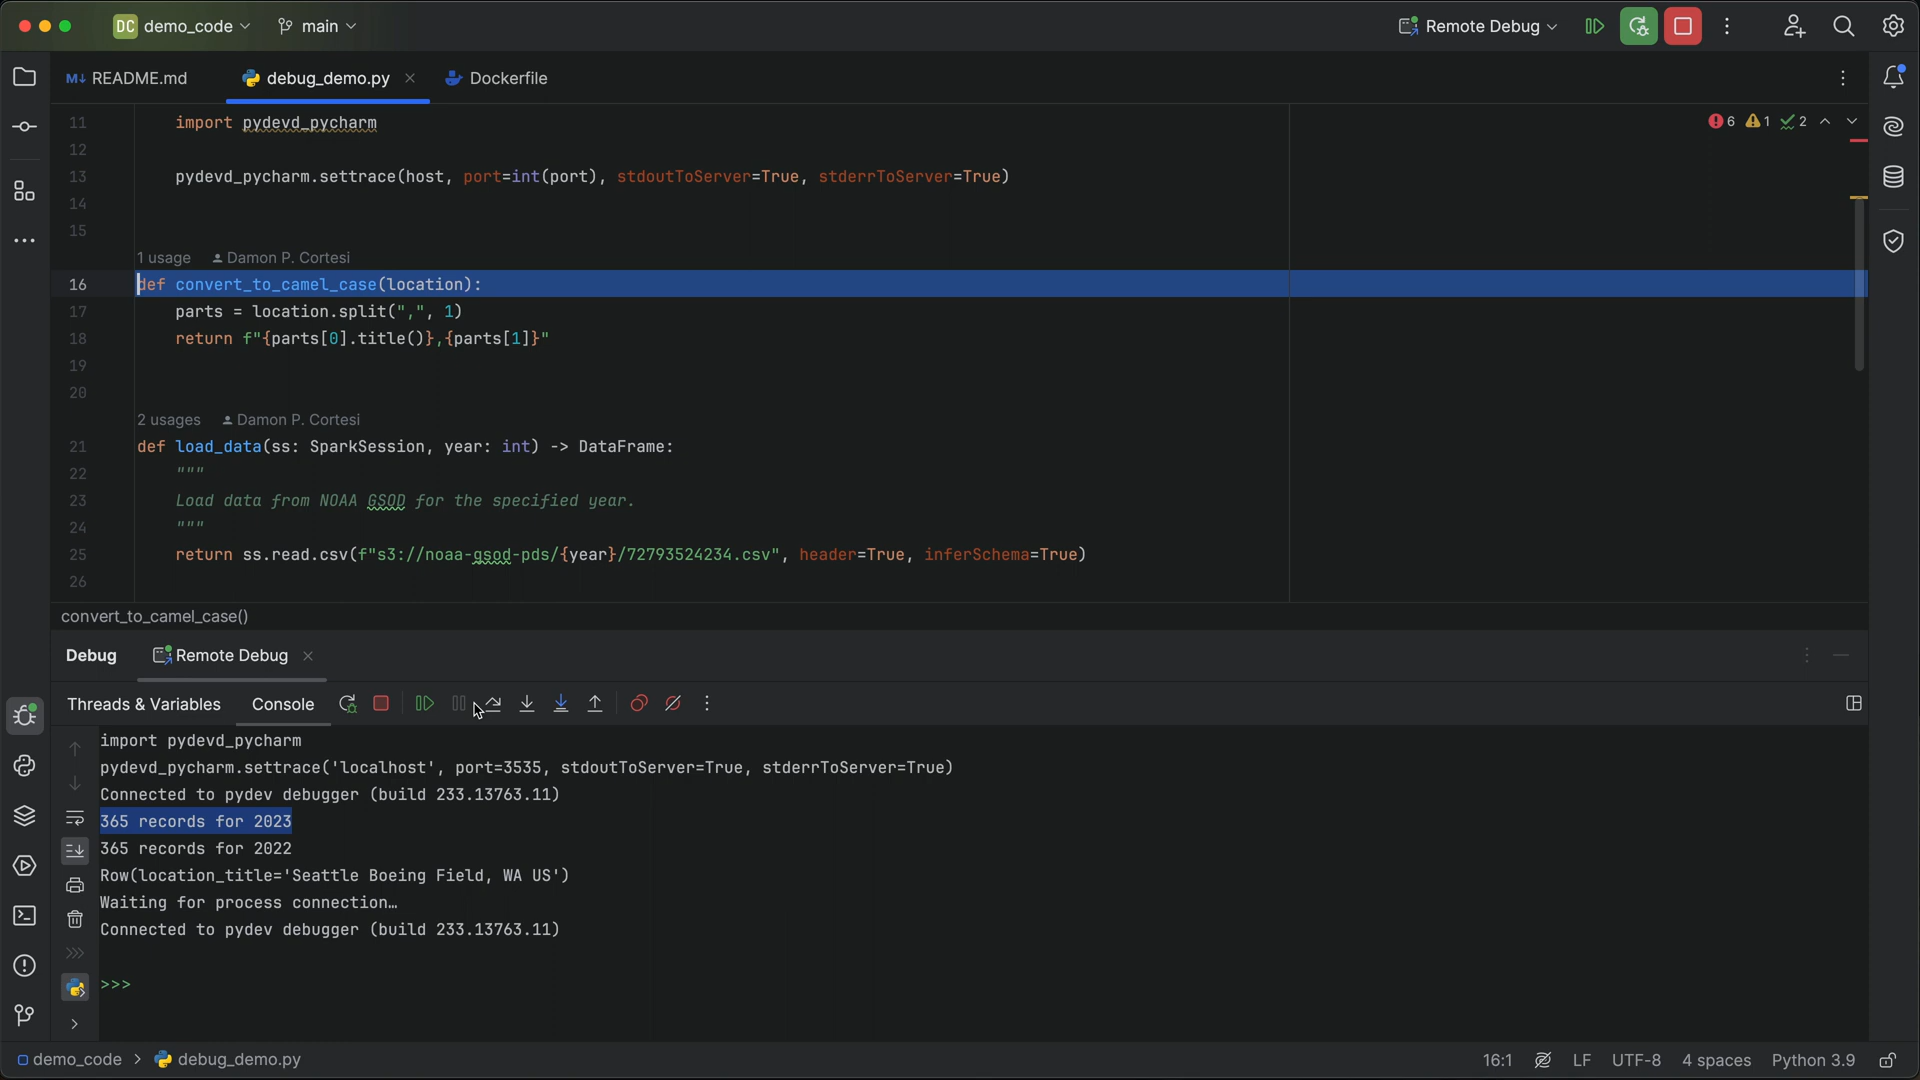 DC demo_code main Remote Debug
README.md debug_demo.py Dockerfile
11 import pydevd_pycharm
6 1 2
12
13 pydevd_pycharm.settrace(host, port=int(port), stdoutToServer=True, stderrToServer=True)
14
15
1 usage Damon P. Cortesi
16 def convert_to_camel_case(location):
17 parts = location.split(",", 1)
18 return f"{parts[0].title()},{parts[1]}"
19
20
2 usages Damon P. Cortesi
21 def load_data(ss: SparkSession, year: int) -> DataFrame:
22 """
23 Load data from NOAA GSOD for the specified year.
24 """
25 return ss.read.csv(f"s3://noaa-gsod-pds/{year}/72793524234.csv", header=True, inferSchema=True)
26
convert_to_camel_case()
Debug Remote Debug
Threads & Variables Console
import pydevd_pycharm
pydevd_pycharm.settrace('localhost', port=3535, stdoutToServer=True, stderrToServer=True)
Connected to pydev debugger (build 233.13763.11)
365 records for 2023
365 records for 2022
Row(location_title='Seattle Boeing Field, WA US')
Waiting for process connection…
Connected to pydev debugger (build 233.13763.11)
>>>
demo_code > debug_demo.py 16:1 LF UTF-8 4 spaces Python 3.9